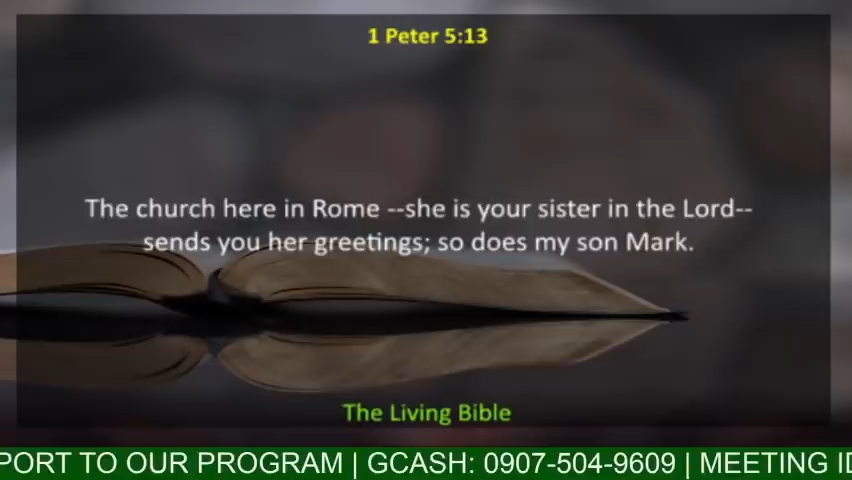 1 Peter 5:13
The church here in Rome --she is your sister in the Lord--
sends you her greetings; so does my son Mark.
The Living Bible
PORT TO OUR PROGRAM | GCASH: 0907-504-9609 | MEETING ID